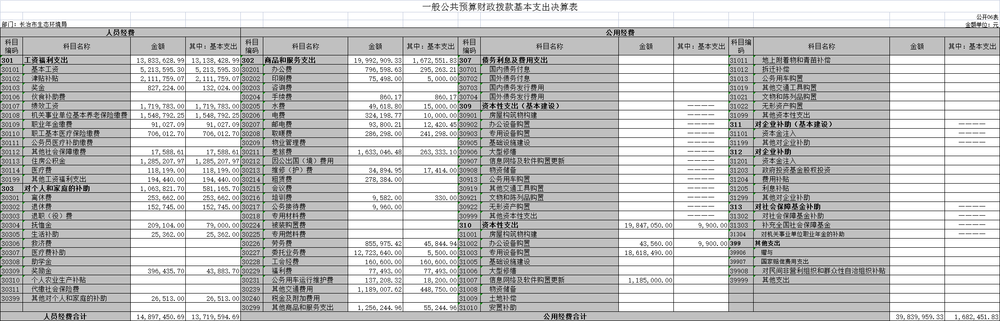 一般公共预算财政拨款基本支出决算表
公开06表
部门：长治市生态环境局 金额单位：元
人员经费 公用经费
科目编码 科目名称 金额 其中：基本支出 科目编码 科目名称 金额 其中：基本支出 科目编码 科目名称 金额 其中：基本支出 科目编码 科目名称 金额 其中：基本支出
301 工资福利支出 13,833,628.99 13,138,428.99 302 商品和服务支出 19,992,909.33 1,672,551.83 307 债务利息及费用支出 31011 地上附着物和青苗补偿
30101 基本工资 5,213,595.30 5,213,595.30 30201 办公费 796,598.63 295,263.21 30701 国内债务付息 31012 拆迁补偿
30102 津贴补贴 2,111,759.07 2,111,759.07 30202 印刷费 75,498.00 5,000.00 30702 国外债务付息 31013 公务用车购置
30103 奖金 827,224.00 132,024.00 30203 咨询费 30703 国内债务发行费用 31019 其他交通工具购置
30106 伙食补助费 30204 手续费 860.17 860.17 30704 国外债务发行费用 31021 文物和陈列品购置
30107 绩效工资 1,719,783.00 1,719,783.00 30205 水费 49,618.80 15,000.00 309 资本性支出（基本建设） ———— 31022 无形资产购置
30108 机关事业单位基本养老保险缴费 1,548,792.25 1,548,792.25 30206 电费 324,198.77 10,000.00 30901 房屋构筑物构建 ———— 31099 其他资本性支出
30109 职业年金缴费 91,027.09 91,027.09 30207 邮电费 93,800.21 12,420.45 30902 办公设备购置 ———— 311 对企业补助（基本建设） ————
30110 职工基本医疗保险缴费 706,012.70 706,012.70 30208 取暖费 286,298.00 241,298.00 30903 专用设备购置 ———— 31101 资本金注入 ————
30111 公务员医疗补助缴费 30209 物业管理费 30905 基础设施建设 ———— 31199 其他对企业补助 ————
30112 其他社会保障缴费 17,588.61 17,588.61 30211 差旅费 1,633,046.48 263,333.10 30906 大型修缮 ———— 312 对企业补助
30113 住房公积金 1,285,207.97 1,285,207.97 30212 因公出国（境）费用 30907 信息网络及软件购置更新 ———— 31201 资本金注入
30114 医疗费 118,199.00 118,199.00 30213 维修（护）费 34,894.95 17,414.00 30908 物资储备 ———— 31203 政府投资基金股权投资
30199 其他工资福利支出 194,440.00 194,440.00 30214 租赁费 278,384.00 30913 公务用车购置 ———— 31204 费用补贴
303 对个人和家庭的补助 1,063,821.70 581,165.70 30215 会议费 30919 其他交通工具购置 ———— 31205 利息补贴
30301 离休费 253,662.00 253,662.00 30216 培训费 9,582.00 330.00 30921 文物和陈列品购置 ———— 31299 其他对企业补助
30302 退休费 152,745.00 152,745.00 30217 公务接待费 9,960.00 30922 无形资产购置 ———— 313 对社会保障基金补助 ————
30303 退职（役）费 30218 专用材料费 30999 其他资本性支出 ———— 31302 对社会保障基金补助 ————
30304 抚恤金 209,104.00 79,000.00 30224 被装购置费 310 资本性支出 19,847,050.00 9,900.00 31303 补充全国社会保障基金 ————
30305 生活补助 25,362.00 25,362.00 30225 专用燃料费 31001 房屋构筑物构建 31304 对机关事业单位职业年金的补助 ————
30306 救济费 30226 劳务费 855,975.42 45,844.94 31002 办公设备购置 43,560.00 9,900.00 399 其他支出
30307 医疗费补助 30227 委托业务费 12,723,640.00 5,500.00 31003 专用设备购置 18,618,490.00 39906 赠与
30308 助学金 30228 工会经费 160,600.00 160,600.00 31005 基础设施建设 39907 国家赔偿费用支出
30309 奖励金 396,435.70 43,883.70 30229 福利费 77,493.00 77,493.00 31006 大型修缮 39908 对民间非营利组织和群众性自治组织补贴
30310 个人农业生产补贴 30231 公务用车运行维护费 137,208.32 18,200.00 31007 信息网络及软件购置更新 1,185,000.00 39999 其他支出
30311 代缴社会保险费 30239 其他交通费用 1,189,007.62 448,750.00 31008 物资储备
30399 其他对个人和家庭的补助 26,513.00 26,513.00 30240 税金及附加费用 31009 土地补偿
30299 其他商品和服务支出 1,256,244.96 55,244.96 31010 安置补助
人员经费合计 14,897,450.69 13,719,594.69 公用经费合计 39,839,959.33 1,682,451.83